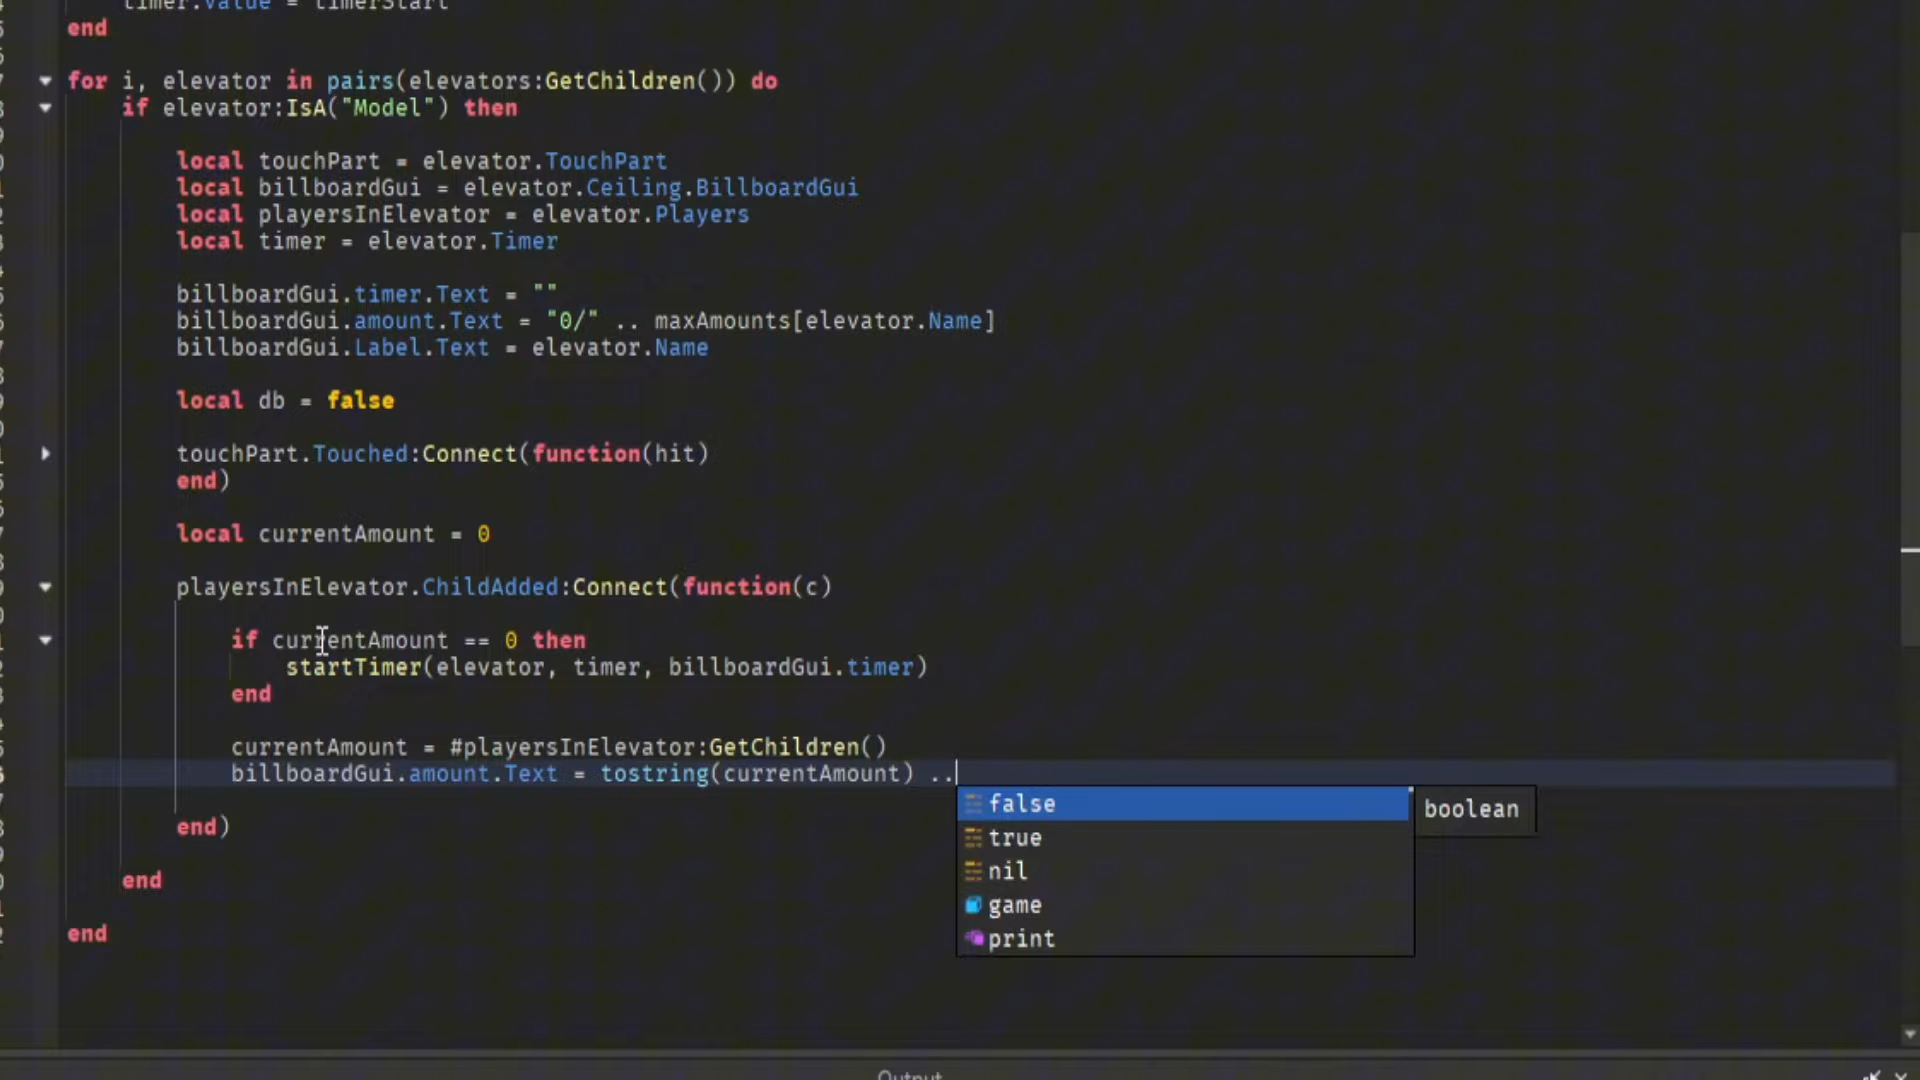 timer.Value = timerStart
end
for i, elevator in pairs(elevators:GetChildren()) do
if elevator:IsA("Model") then
local touchPart = elevator.TouchPart
local billboardGui = elevator.Ceiling.BillboardGui
local playersInElevator = elevator.Players
local timer = elevator.Timer
billboardGui.timer.Text = ""
billboardGui.amount.Text = "0/" .. maxAmounts[elevator.Name]
billboardGui.Label.Text = elevator.Name
local db = false
touchPart.Touched:Connect(function(hit)
end)
local currentAmount = 0
playersInElevator.ChildAdded:Connect(function(c)
if currentAmount == 0 then
startTimer(elevator, timer, billboardGui.timer)
end
currentAmount = #playersInElevator:GetChildren()
billboardGui.amount.Text = tostring(currentAmount) ..
false
boolean
true
nil
game
print
end)
end
end
Output